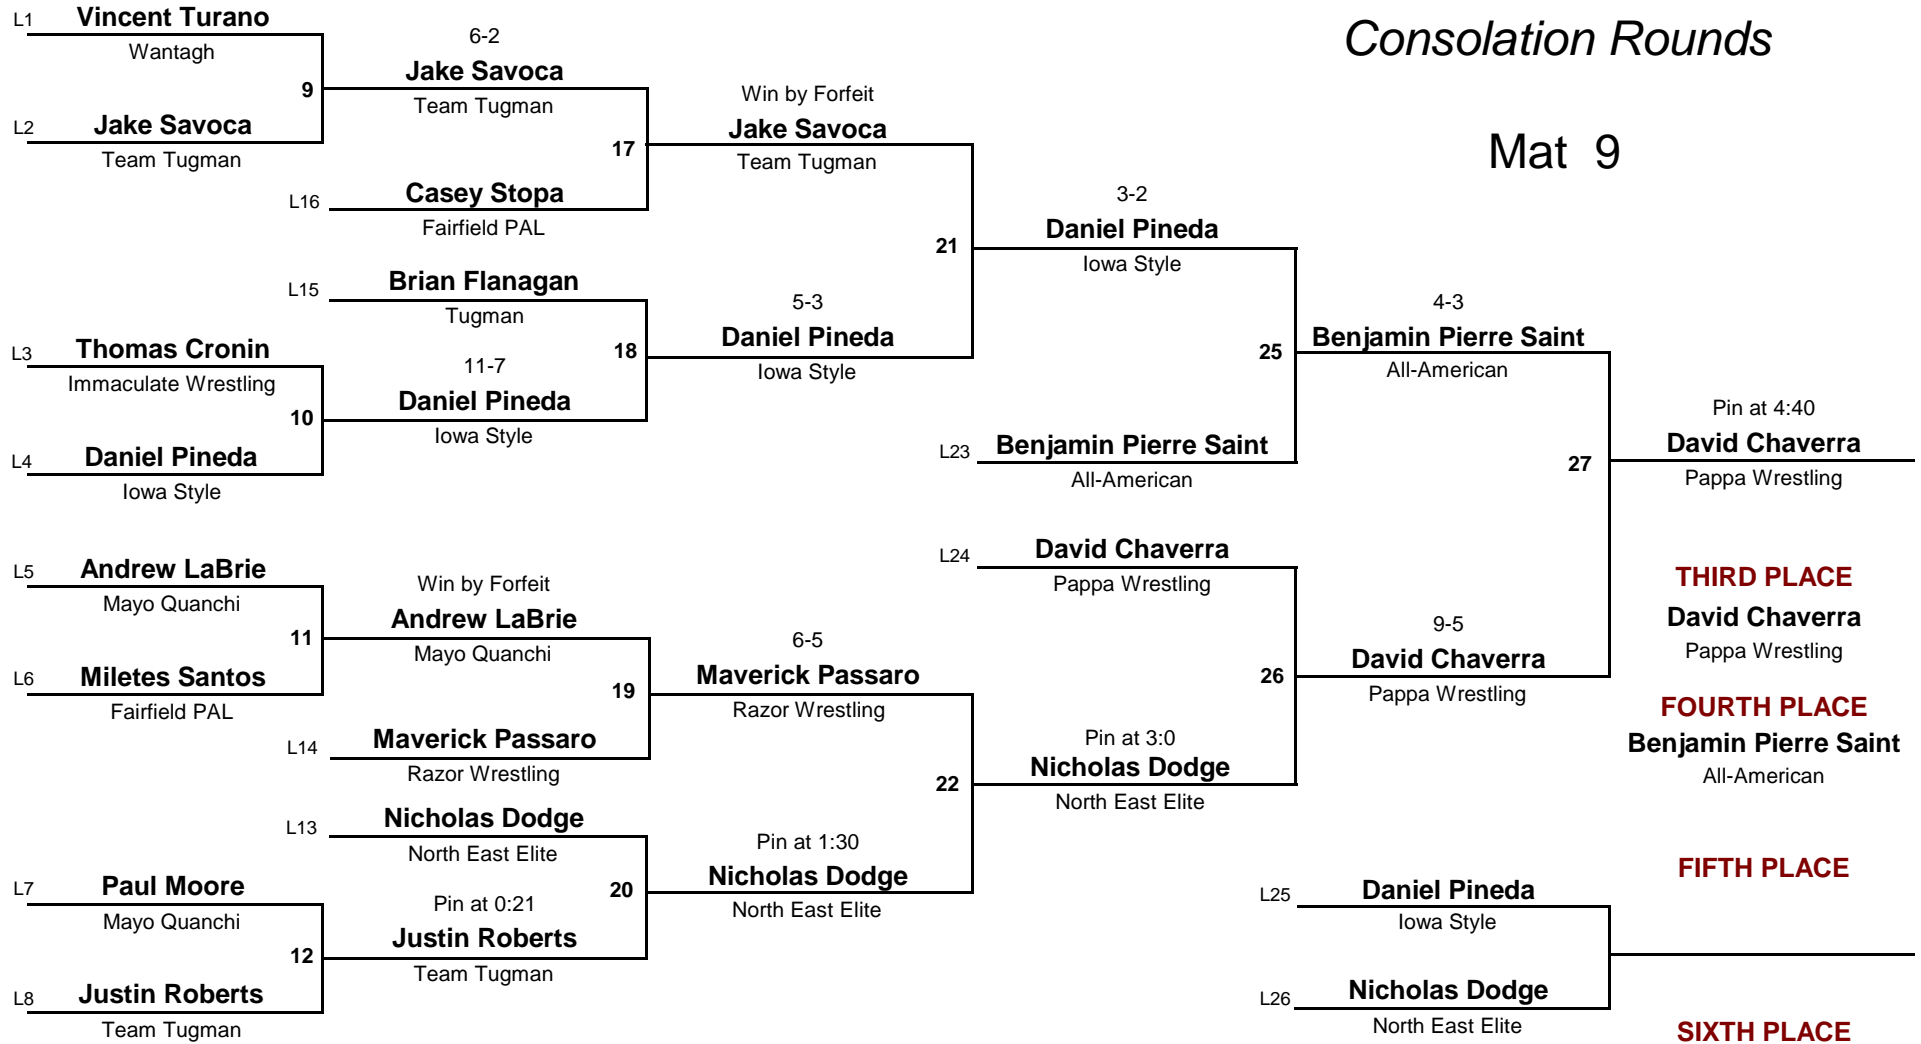 Consolation Rounds
Mat 9
L1 Vincent Turano
Wantagh
9
L2 Jake Savoca
Team Tugman
L3 Thomas Cronin
Immaculate Wrestling
10
L4 Daniel Pineda
Iowa Style
L5 Andrew LaBrie
Mayo Quanchi
11
L6 Miletes Santos
Fairfield PAL
L7 Paul Moore
Mayo Quanchi
12
L8 Justin Roberts
Team Tugman
6-2
Jake Savoca
Team Tugman
17
L16 Casey Stopa
Fairfield PAL
L15 Brian Flanagan
Tugman
18
11-7
Daniel Pineda
Iowa Style
Win by Forfeit
Andrew LaBrie
Mayo Quanchi
19
L14 Maverick Passaro
Razor Wrestling
L13 Nicholas Dodge
North East Elite
20
Pin at 0:21
Justin Roberts
Team Tugman
Win by Forfeit
Jake Savoca
Team Tugman
21
5-3
Daniel Pineda
Iowa Style
6-5
Maverick Passaro
Razor Wrestling
22
Pin at 1:30
Nicholas Dodge
North East Elite
3-2
Daniel Pineda
Iowa Style
25
L23 Benjamin Pierre Saint
All-American
L24 David Chaverra
Pappa Wrestling
26
Pin at 3:0
Nicholas Dodge
North East Elite
4-3
Benjamin Pierre Saint
All-American
27
9-5
David Chaverra
Pappa Wrestling
Pin at 4:40
David Chaverra
Pappa Wrestling
THIRD PLACE
David Chaverra
Pappa Wrestling
FOURTH PLACE
Benjamin Pierre Saint
All-American
L25 Daniel Pineda
Iowa Style
L26 Nicholas Dodge
North East Elite
FIFTH PLACE
SIXTH PLACE